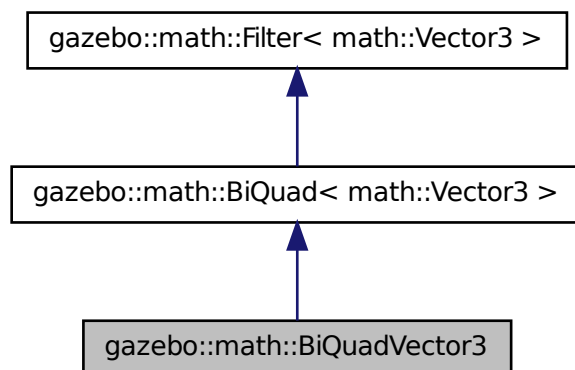 gazebo::math::Filter< math::Vector3 >
gazebo::math::BiQuad< math::Vector3 >
gazebo::math::BiQuadVector3